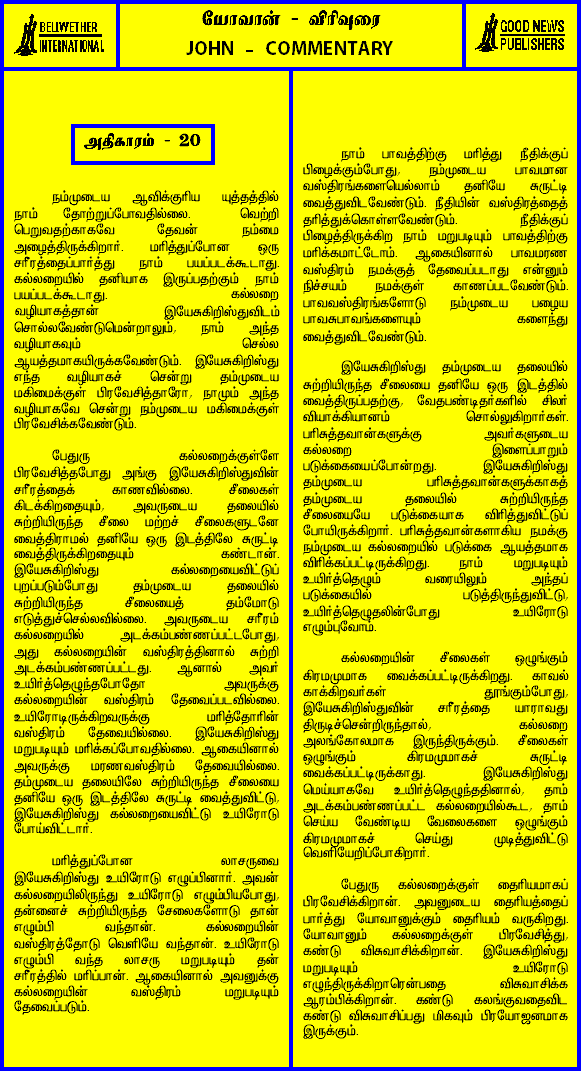 BELLWETHER
INTERNATIONAL
யோவான் - விரிவுரை
JOHN - COMMENTARY
GOOD NEWS
PUBLISHERS
அதிகாரம் - 20
நம்முடைய ஆவிக்குரிய யுத்தத்தில்
நாம் தோற்றுப்போவதில்லை. வெற்றி
பெறுவதற்காகவே தேவன் நம்மை
அழைத்திருக்கிறார். மரித்துப்போன ஒரு
சரீரத்தைப்பார்த்து நாம் பயப்படக்கூடாது.
கல்லறையில் தனியாக இருப்பதற்கும் நாம்
பயப்படக்கூடாது. கல்லறை
வழியாகத்தான் இயேசுகிறிஸ்துவிடம்
சொல்லவேண்டுமென்றாலும், நாம் அந்த
வழியாகவும் செல்ல
ஆயத்தமாகயிருக்கவேண்டும். இயேசுகிறிஸ்து
எந்த வழியாகச் சென்று தம்முடைய
மகிமைக்குள் பிரவேசித்தாரோ, நாமும் அந்த
வழியாகவே சென்று நம்முடைய மகிமைக்குள்
பிரவேசிக்கவேண்டும்.
பேதுரு கல்லறைக்குள்ளே
பிரவேசித்தபோது அங்கு இயேசுகிறிஸ்துவின்
சரீரத்தைக் காணவில்லை. சீலைகள்
கிடக்கிறதையும், அவருடைய தலையில்
சுற்றியிருந்த சீலை மற்றச் சீலைகளுடனே
வைத்திராமல் தனியே ஒரு இடத்திலே சுருட்டி
வைத்திருக்கிறதையும் கண்டான்.
இயேசுகிறிஸ்து கல்லறையைவிட்டுப்
புறப்படும்போது தம்முடைய தலையில்
சுற்றியிருந்த சீலையைத் தம்மோடு
எடுத்துச்செல்லவில்லை. அவருடைய சரீரம்
கல்லறையில் அடக்கம்பண்ணப்பட்டபோது,
அது கல்லறையின் வஸ்திரத்தினால் சுற்றி
அடக்கம்பண்ணப்பட்டது. ஆனால் அவர்
உயிர்த்தெழுந்தபோதோ அவருக்கு
கல்லறையின் வஸ்திரம் தேவைப்படவில்லை.
உயிரோடிருக்கிறவருக்கு மரித்தோரின்
வஸ்திரம் தேவையில்லை. இயேசுகிறிஸ்து
மறுபடியும் மரிக்கப்போவதில்லை. ஆகையினால்
அவருக்கு மரணவஸ்திரம் தேவையில்லை.
தம்முடைய தலையிலே சுற்றியிருந்த சீலையை
தனியே ஒரு இடத்திலே சுருட்டி வைத்துவிட்டு,
இயேசுகிறிஸ்து கல்லறையைவிட்டு உயிரோடு
போய்விட்டார்.
மரித்துப்போன லாசருவை
இயேசுகிறிஸ்து உயிரோடு எழுப்பினார். அவன்
கல்லறையிலிருந்து உயிரோடு எழும்பியபோது,
தன்னைச் சுற்றியிருந்த சேலைகளோடு தான்
எழும்பி வந்தான். கல்லறையின்
வஸ்திரத்தோடு வெளியே வந்தான். உயிரோடு
எழும்பி வந்த லாசரு மறுபடியும் தன்
சரீரத்தில் மரிப்பான். ஆகையினால் அவனுக்கு
கல்லறையின் வஸ்திரம் மறுபடியும்
தேவைப்படும்.
நாம் பாவத்திற்கு மரித்து நீதிக்குப்
பிழைக்கும்போது, நம்முடைய பாவமான
வஸ்திரங்களையெல்லாம் தனியே சுருட்டி
வைத்துவிடவேண்டும். நீதியின் வஸ்திரத்தைத்
தரித்துக்கொள்ளவேண்டும். நீதிக்குப்
பிழைத்திருக்கிற நாம் மறுபடியும் பாவத்திற்கு
மரிக்கமாட்டோம். ஆகையினால் பாவமரண
வஸ்திரம் நமக்குத் தேவைப்படாது என்னும்
நிச்சயம் நமக்குள் காணப்படவேண்டும்.
பாவவஸ்திரங்களோடு நம்முடைய பழைய
பாவசுபாவங்களையும் களைந்து
வைத்துவிடவேண்டும்.
இயேசுகிறிஸ்து தம்முடைய தலையில்
சுற்றியிருந்த சீலையை தனியே ஒரு இடத்தில்
வைத்திருப்பதற்கு, வேதபண்டிதர்களில் சிலர்
வியாக்கியானம் சொல்லுகிறார்கள்.
பரிசுத்தவான்களுக்கு அவர்களுடைய
கல்லறை இளைப்பாறும்
படுக்கையைப்போன்றது. இயேசுகிறிஸ்து
தம்முடைய பரிசுத்தவான்களுக்காகத்
தம்முடைய தலையில் சுற்றியிருந்த
சீலையையே படுக்கையாக விரித்துவிட்டுப்
போயிருக்கிறார். பரிசுத்தவான்களாகிய நமக்கு
நம்முடைய கல்லறையில் படுக்கை ஆயத்தமாக
விரிக்கப்பட்டிருக்கிறது. நாம் மறுபடியும்
உயிர்த்தெழும் வரையிலும் அந்தப்
படுக்கையில் படுத்திருந்துவிட்டு,
உயிர்த்தெழுதலின்போது உயிரோடு
எழும்புவோம்.
கல்லறையின் சீலைகள் ஒழுங்கும்
கிரமமுமாக வைக்கப்பட்டிருக்கிறது. காவல்
காக்கிறவர்கள் தூங்கும்போது,
இயேசுகிறிஸ்துவின் சரீரத்தை யாராவது
திருடிச்சென்றிருந்தால், கல்லறை
அலங்கோலமாக இருந்திருக்கும். சீலைகள்
ஒழுங்கும் கிரமமுமாகச் சுருட்டி
வைக்கப்பட்டிருக்காது. இயேசுகிறிஸ்து
மெய்யாகவே உயிர்த்தெழுந்ததினால், தாம்
அடக்கம்பண்ணப்பட்ட கல்லறையில்கூட, தாம்
செய்ய வேண்டிய வேலைகளை ஒழுங்கும்
கிரமமுமாகச் செய்து முடித்துவிட்டு
வெளியேறிப்போகிறார்.
பேதுரு கல்லறைக்குள் தைரியமாகப்
பிரவேசிக்கிறான். அவனுடைய தைரியத்தைப்
பார்த்து யோவானுக்கும் தைரியம் வருகிறது.
யோவானும் கல்லறைக்குள் பிரவேசித்து,
கண்டு விசுவாசிக்கிறான். இயேசுகிறிஸ்து
மறுபடியும் உயிரோடு
எழுந்திருக்கிறாரென்பதை விசுவாசிக்க
ஆரம்பிக்கிறான். கண்டு கலங்குவதைவிட
கண்டு விசுவாசிப்பது மிகவும் பிரயோஜனமாக
இருக்கும்.